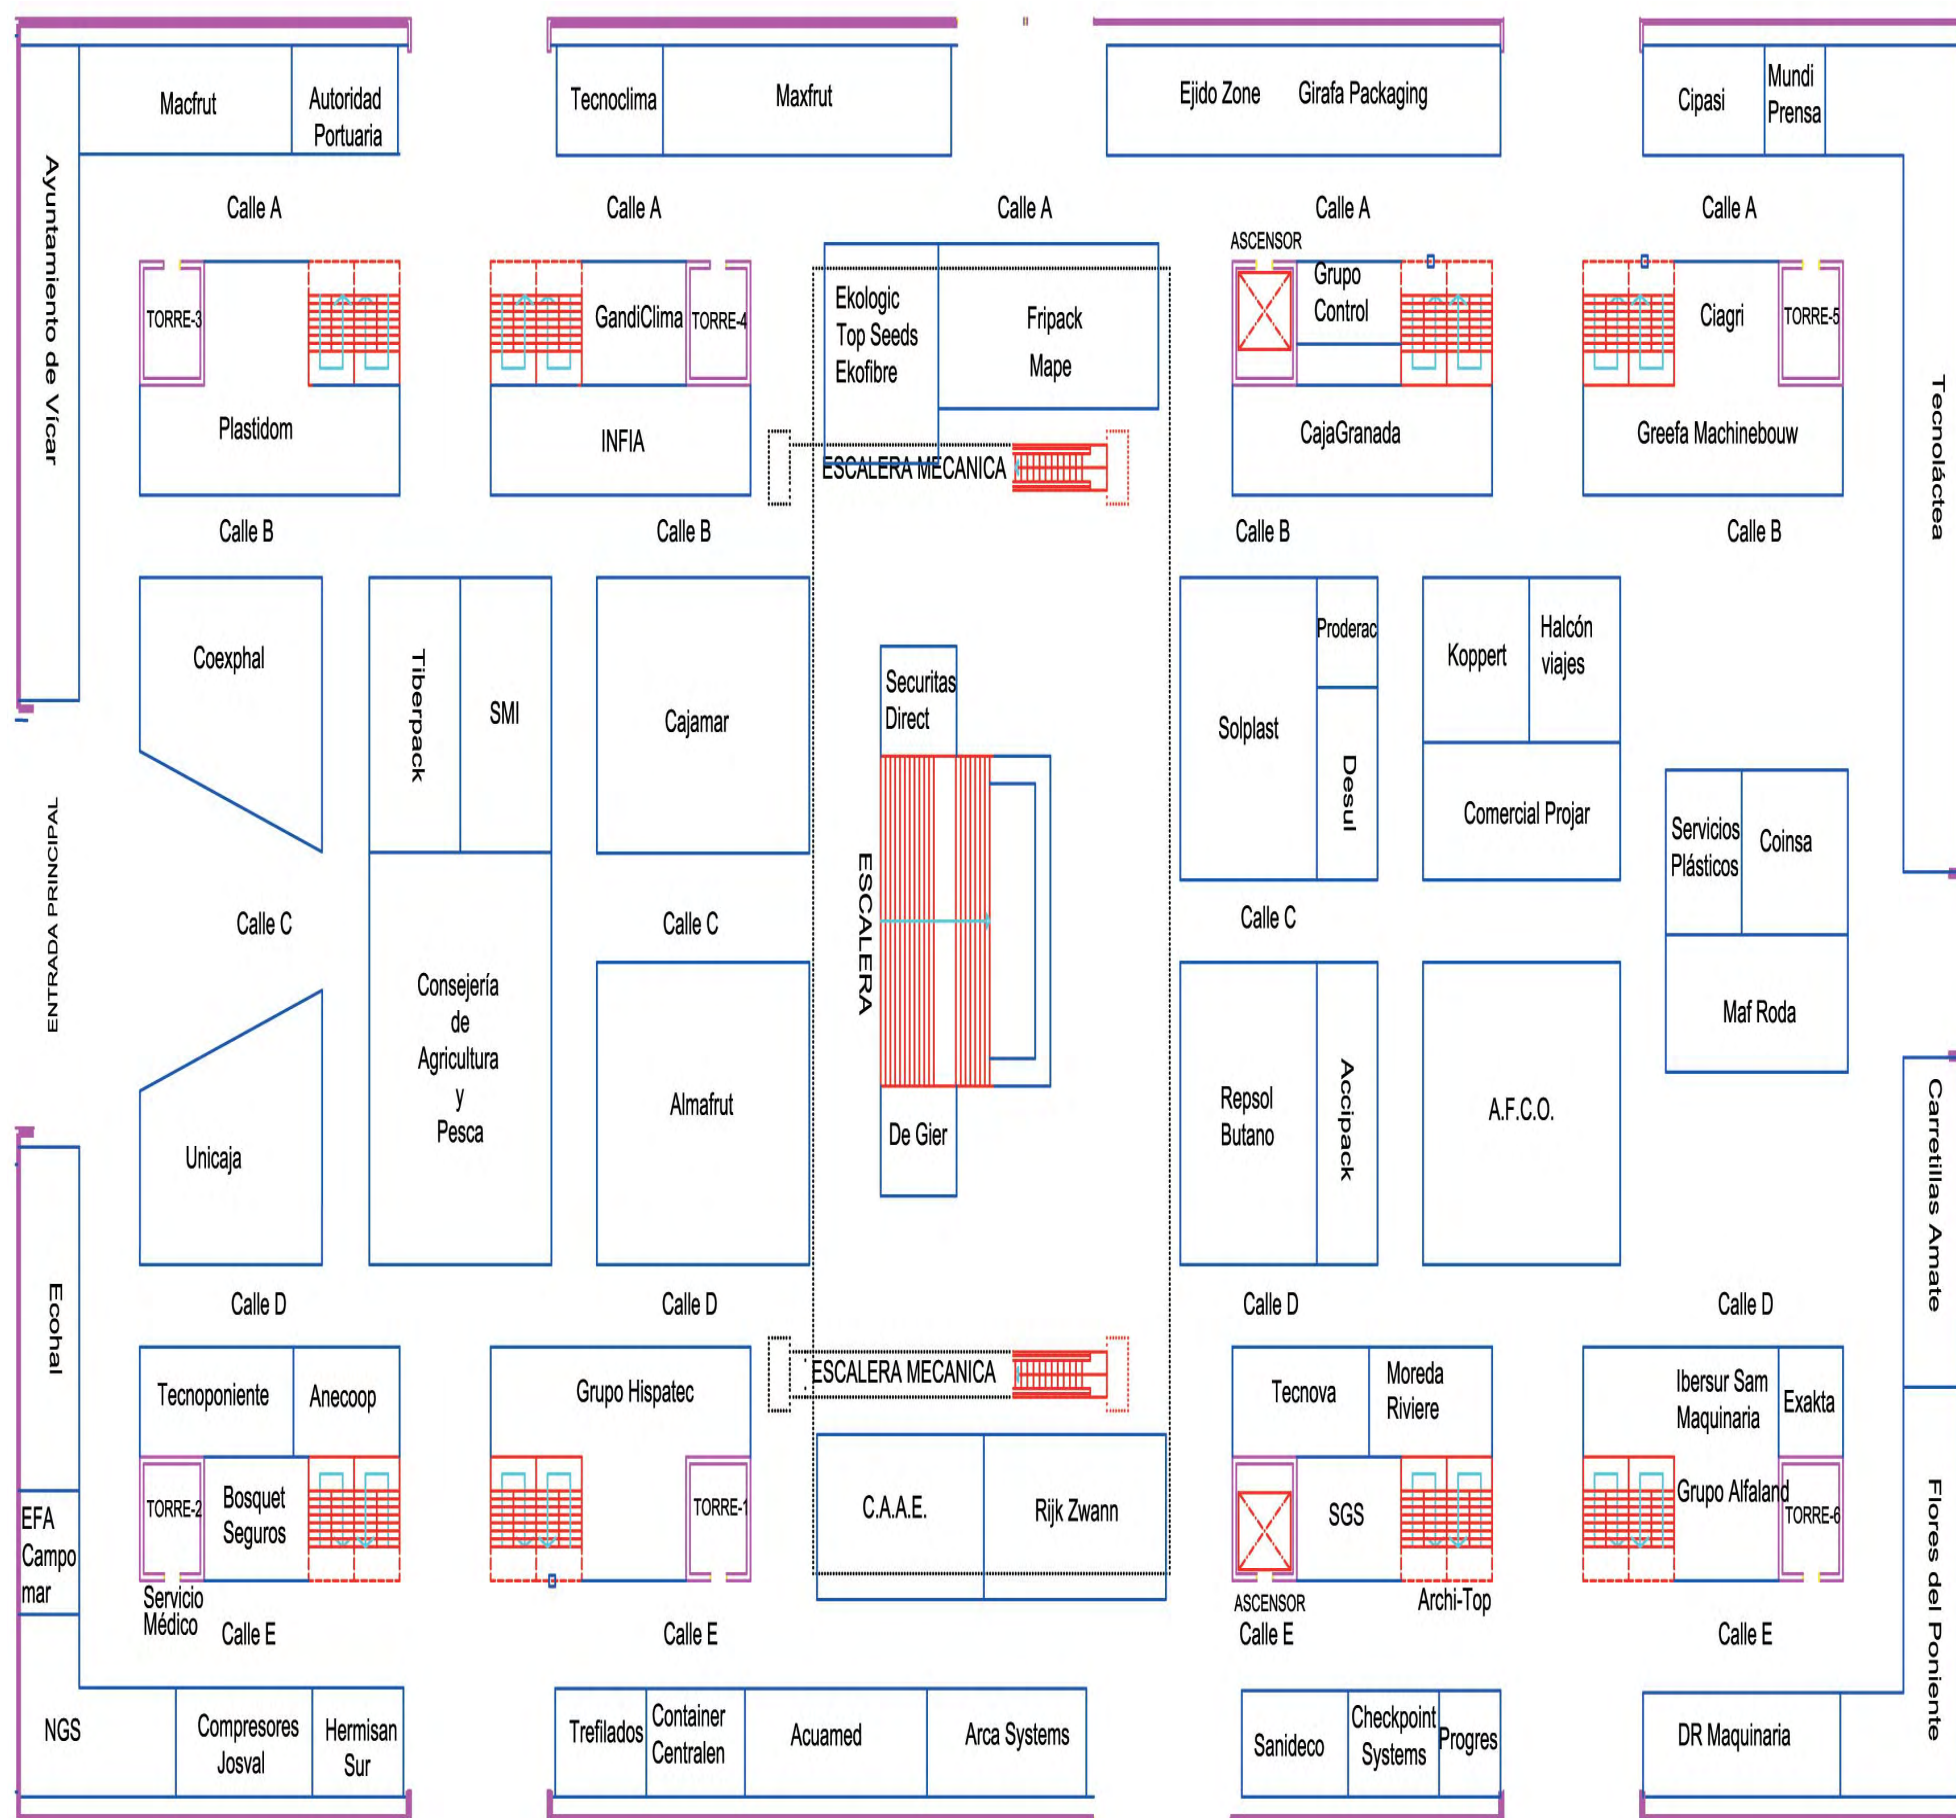 Macfrut
Autoridad
Portuaria
Tecnoclima
Maxfrut
Ejido Zone
Girafa Packaging
Cipasi
Mundi
Prensa
Ayuntamiento de Vícar
Calle A
Calle A
Calle A
Calle A
Calle A
TORRE-3
Plastidom
GandiClima
TORRE-4
INFIA
Ekologic
Top Seeds
Ekofibre
Fripack
Mape
ESCALERA MECANICA
ASCENSOR
Grupo
Control
CajaGranada
Ciagri
TORRE-5
Greefa Machinebouw
Tecnoláctea
Calle B
Calle B
Calle B
Calle B
Coexphal
Tiberpack
SMI
Cajamar
Securitas
Direct
Solplast
Proderac
Desul
Koppert
Halcón
viajes
Comercial Projar
Servicios
Plásticos
Coinsa
ENTRADA PRINCIPAL
Calle C
Calle C
ESCALERA
Calle C
Consejería
de
Agricultura
y
Pesca
Unicaja
Almafrut
De Gier
Repsol
Butano
Accipack
A.F.C.O.
Maf Roda
Carretillas Amate
Ecohal
Calle D
Calle D
Calle D
Calle D
Tecnoponiente
Anecoop
Grupo Hispatec
ESCALERA MECANICA
Tecnova
Moreda
Riviere
Ibersur Sam
Maquinaria
Exakta
EFA
Campo
mar
TORRE-2
Bosquet
Seguros
TORRE-1
C.A.A.E.
Rijk Zwann
SGS
Grupo Alfaland
TORRE-6
Flores del Poniente
Servicio
Médico
ASCENSOR
Archi-Top
Calle E
Calle E
Calle E
Calle E
NGS
Compresores
Josval
Hermisan
Sur
Trefilados
Container
Centralen
Acuamed
Arca Systems
Sanideco
Checkpoint
Systems
Progres
DR Maquinaria